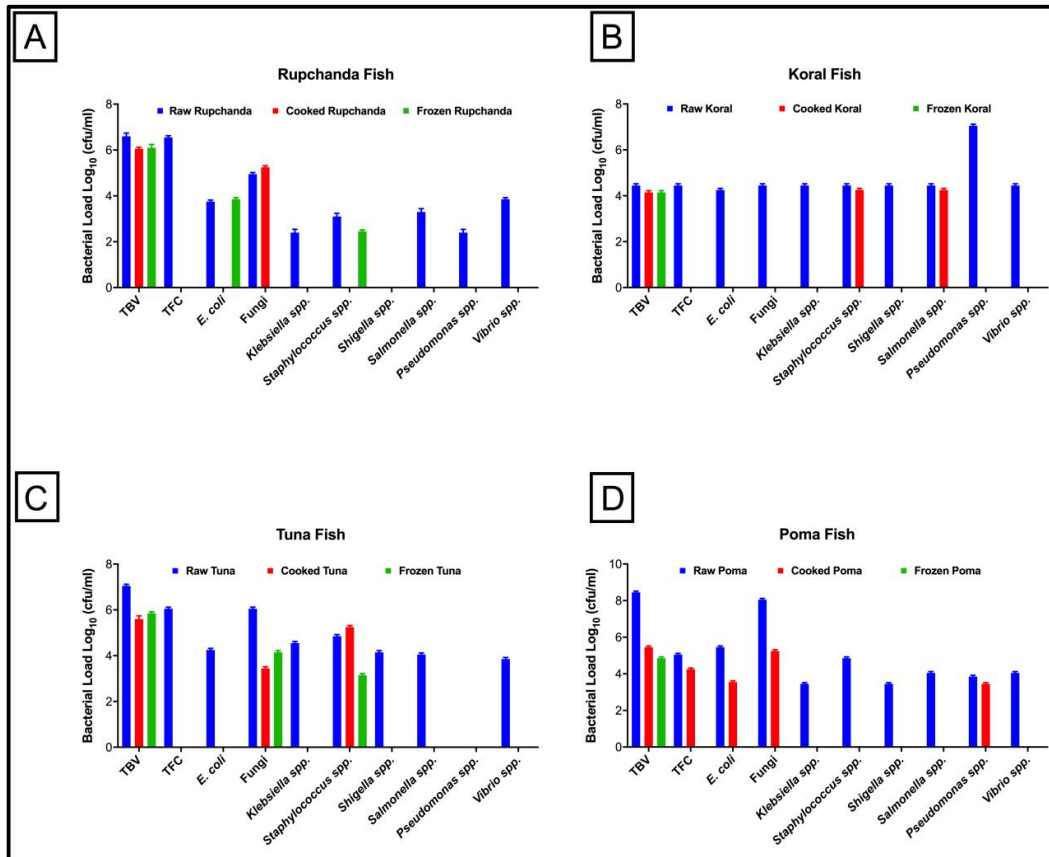 A
Rupchanda Fish
Raw Rupchanda Cooked Rupchanda Frozen Rupchanda
Bacterial Load Log10 (cfu/ml)
8
6
4
2
0
TBV
TFC
E. coli
Fungi
Klebsiella spp.
Staphylococcus spp.
Shigella spp.
Salmonella spp.
Pseudomonas spp.
Vibrio spp.
B
Koral Fish
Raw Koral Cooked Koral Frozen Koral
Bacterial Load Log10 (cfu/ml)
8
6
4
2
0
TBV
TFC
E. coli
Fungi
Klebsiella spp.
Staphylococcus spp.
Shigella spp.
Salmonella spp.
Pseudomonas spp.
Vibrio spp.
C
Tuna Fish
Raw Tuna Cooked Tuna Frozen Tuna
Bacterial Load Log10 (cfu/ml)
8
6
4
2
0
TBV
TFC
E. coli
Fungi
Klebsiella spp.
Staphylococcus spp.
Shigella spp.
Salmonella spp.
Pseudomonas spp.
Vibrio spp.
D
Poma Fish
Raw Poma Cooked Poma Frozen Poma
Bacterial Load Log10 (cfu/ml)
10
8
6
4
2
0
TBV
TFC
E. coli
Fungi
Klebsiella spp.
Staphylococcus spp.
Shigella spp.
Salmonella spp.
Pseudomonas spp.
Vibrio spp.